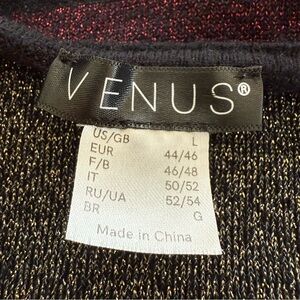 VENUS®
US/GB L
EUR 44/46
F/B 46/48
IT 50/52
RU/UA 52/54
BR G
Made in China